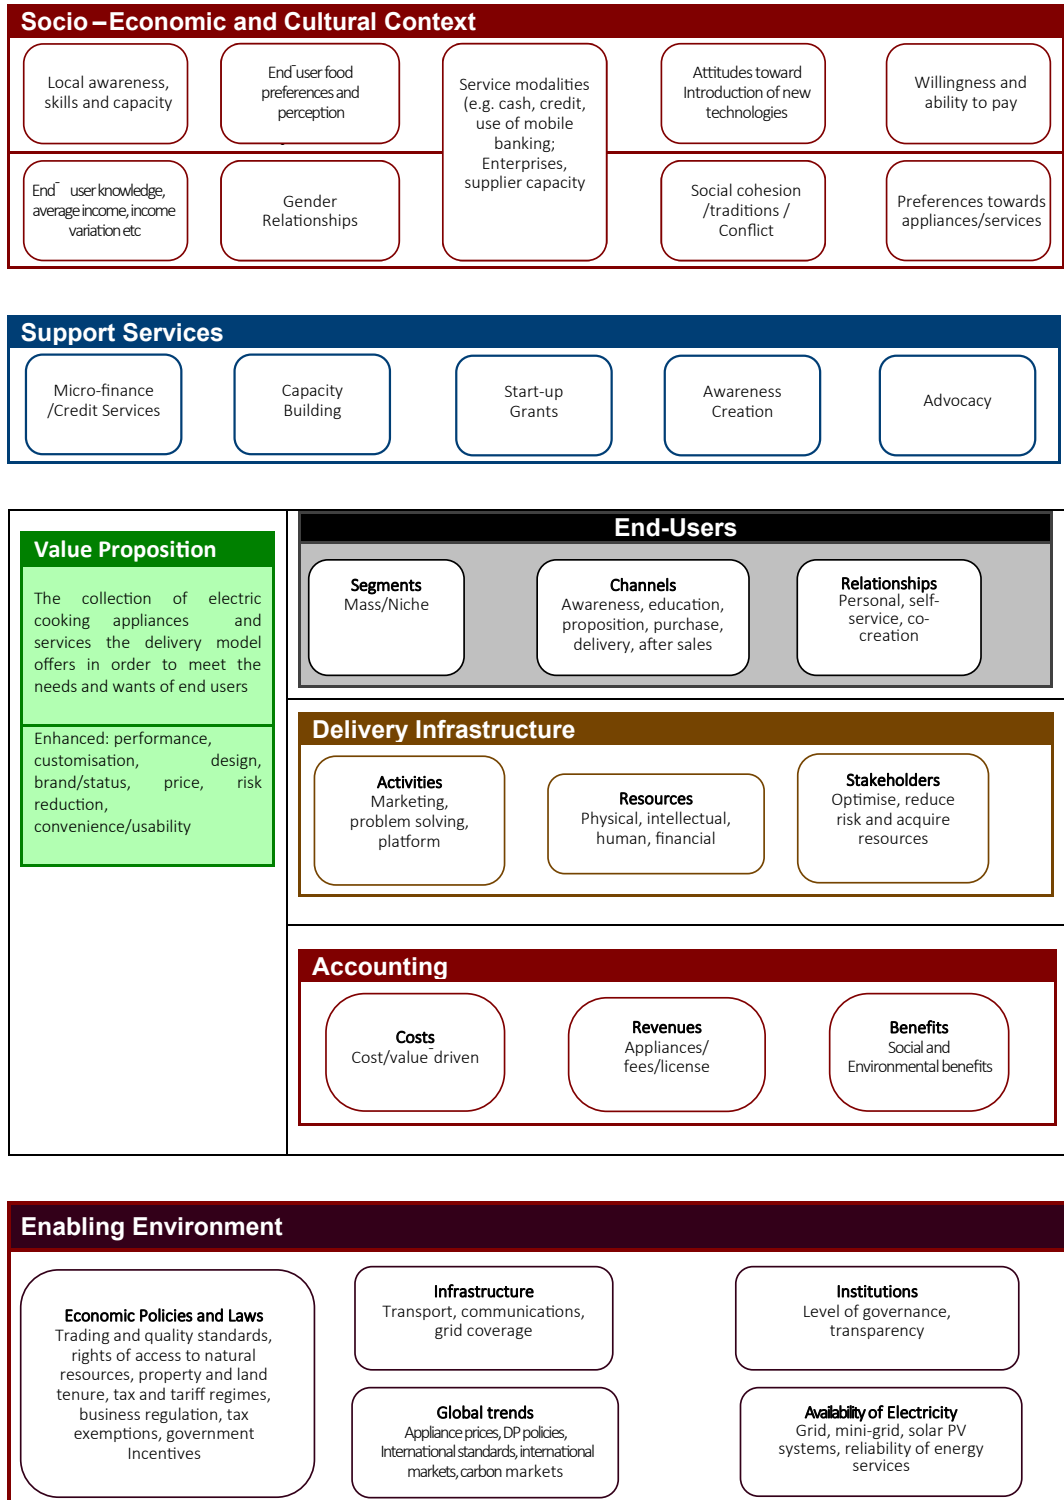 Socio–Economic and Cultural Context
Local awareness,
skills and capacity
End‾user food
preferences and
perception
Service modalities
(e.g. cash, credit,
use of mobile
banking;
Enterprises,
supplier capacity
Attitudes toward
Introduction of new
technologies
Willingness and
ability to pay
End‾ user knowledge,
average income, income
variation etc
Gender
Relationships
Social cohesion
/traditions /
Conflict
Preferences towards
appliances/services
Support Services
Micro-finance
/Credit Services
Capacity
Building
Start-up
Grants
Awareness
Creation
Advocacy
Value Proposition
The collection of electric
cooking appliances and
services the delivery model
offers in order to meet the
needs and wants of end users
Enhanced: performance,
customisation, design,
brand/status, price, risk
reduction,
convenience/usability
End-Users
Segments
Mass/Niche
Channels
Awareness, education,
proposition, purchase,
delivery, after sales
Relationships
Personal, self-
service, co-
creation
Delivery Infrastructure
Activities
Marketing,
problem solving,
platform
Resources
Physical, intellectual,
human, financial
Stakeholders
Optimise, reduce
risk and acquire
resources
Accounting
Costs
Cost/value‾driven
Revenues
Appliances/
fees/license
Benefits
Social and
Environmental benefits
Enabling Environment
Economic Policies and Laws
Trading and quality standards,
rights of access to natural
resources, property and land
tenure, tax and tariff regimes,
business regulation, tax
exemptions, government
Incentives
Infrastructure
Transport, communications,
grid coverage
Institutions
Level of governance,
transparency
Global trends
Appliance prices, DP policies,
International standards, international
markets, carbon markets
Availability of Electricity
Grid, mini-grid, solar PV
systems, reliability of energy
services